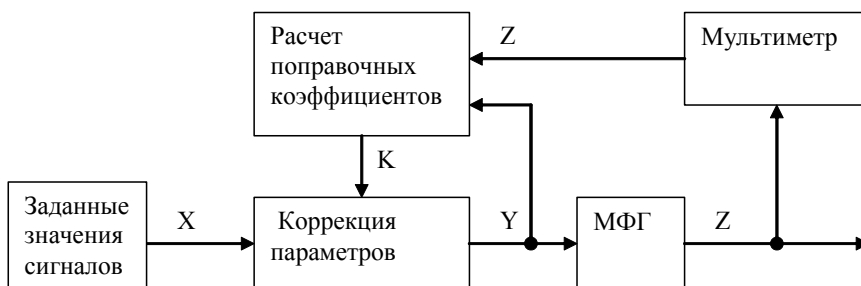 Расчет
поправочных
коэффициентов
Z
Мультиметр
K
Заданные
значения
сигналов
X
Коррекция
параметров
Y
МФГ
Z